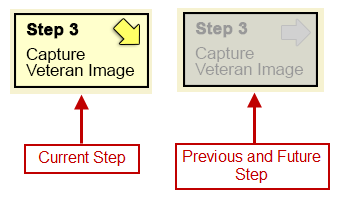 Step 3
Capture
Veteran Image
Step 3
Capture
Veteran Image
Current Step
Previous and Future
Step